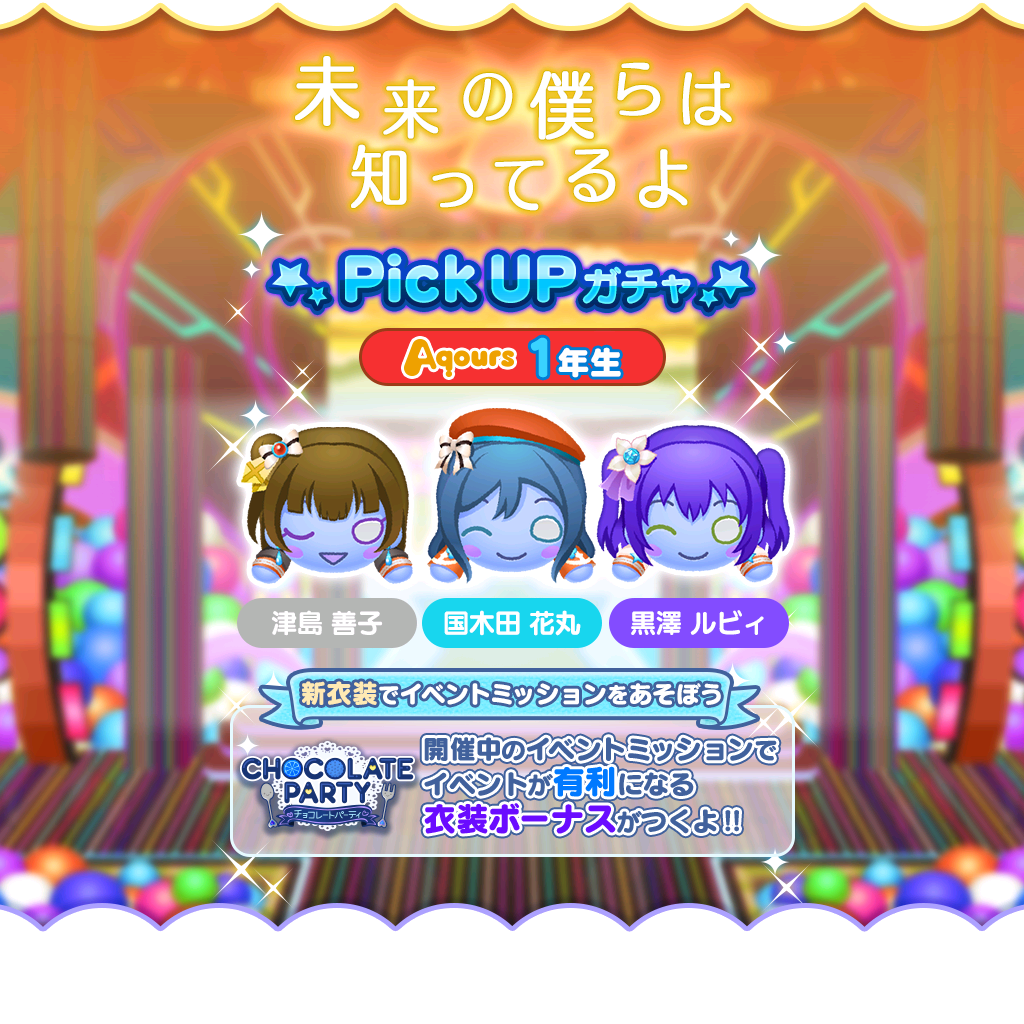 未来の僕らは
知ってるよ
Pick UPガチャ
Aqours 1年生
津島 善子
国木田 花丸
黒澤 ルビィ
新衣装でイベントミッションをあそぼう
CHOCOLATE
PARTY
チョコレートパーティ
開催中のイベントミッションで
イベントが有利になる
衣装ボーナスがつくよ!!